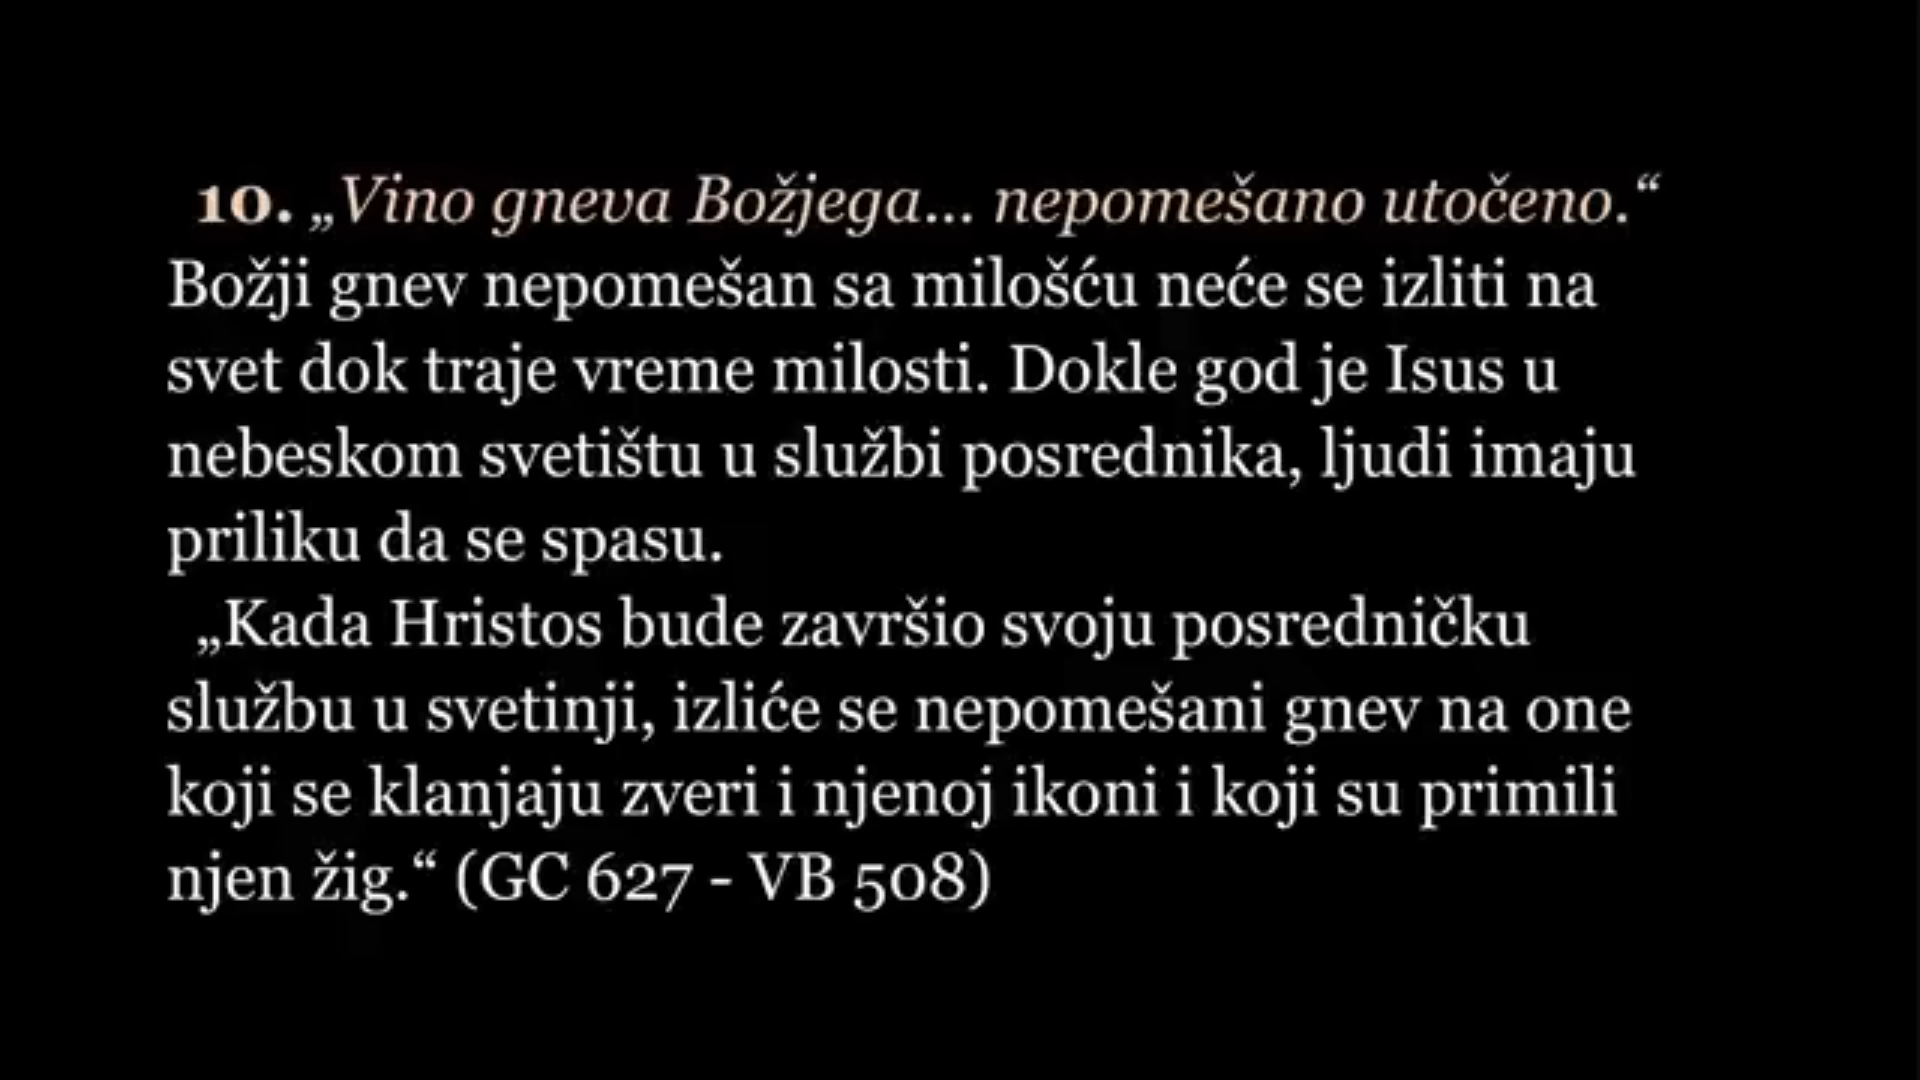 10. „Vino gneva Božjega... nepomešano utočeno.“
Božji gnev nepomešan sa milošću neće se izliti na
svet dok traje vreme milosti. Dokle god je Isus u
nebeskom svetištu u službi posrednika, ljudi imaju
priliku da se spasu.
„Kada Hristos bude završio svoju posredničku
službu u svetinji, izliće se nepomešani gnev na one
koji se klanjaju zveri i njenoj ikoni i koji su primili
njen žig.“ (GC 627 - VB 508)